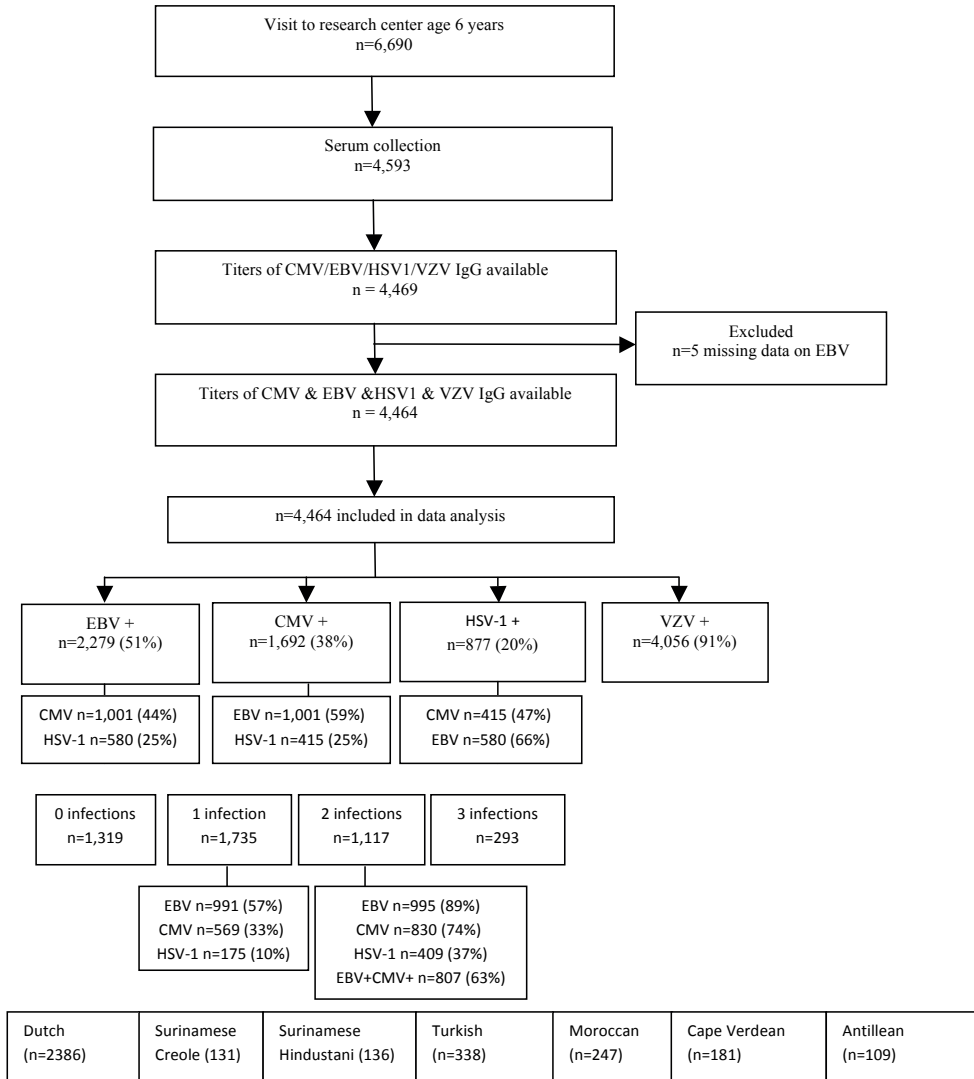 Visit to research center age 6 years
n=6,690
Serum collection
n=4,593
Titers of CMV/EBV/HSV1/VZV IgG available
n = 4,469
Excluded
n=5 missing data on EBV
Titers of CMV & EBV &HSV1 & VZV IgG available
n = 4,464
n=4,464 included in data analysis
EBV +
n=2,279 (51%)
CMV +
n=1,692 (38%)
HSV-1 +
n=877 (20%)
VZV +
n=4,056 (91%)
CMV n=1,001 (44%)
HSV-1 n=580 (25%)
EBV n=1,001 (59%)
HSV-1 n=415 (25%)
CMV n=415 (47%)
EBV n=580 (66%)
0 infections
n=1,319
1 infection
n=1,735
2 infections
n=1,117
3 infections
n=293
EBV n=991 (57%)
CMV n=569 (33%)
HSV-1 n=175 (10%)
EBV n=995 (89%)
CMV n=830 (74%)
HSV-1 n=409 (37%)
EBV+CMV+ n=807 (63%)
Dutch
(n=2386)
Surinamese
Creole (131)
Surinamese
Hindustani (136)
Turkish
(n=338)
Moroccan
(n=247)
Cape Verdean
(n=181)
Antillean
(n=109)